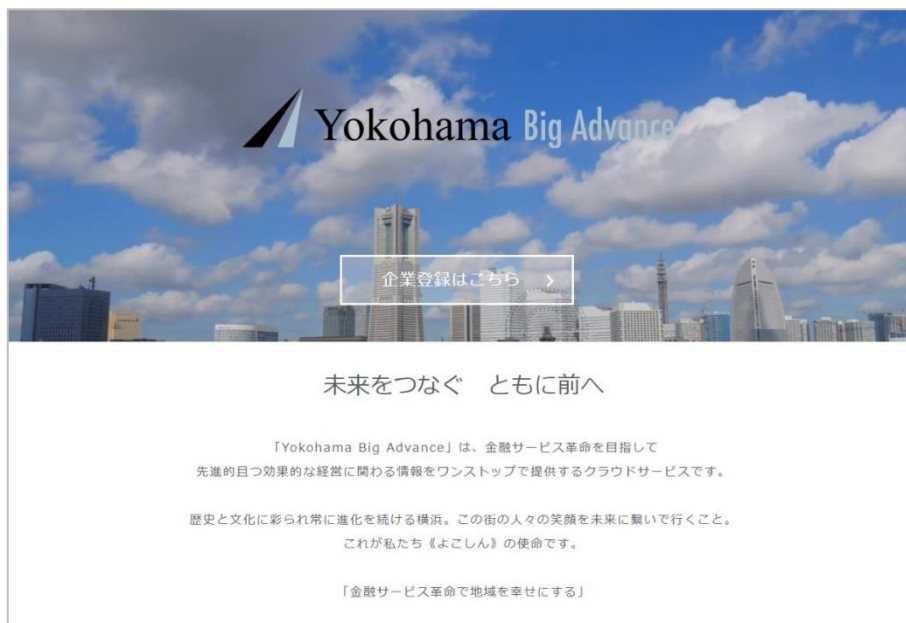 Yokohama Big Advance
企業登録はこちら
未来をつなぐ　ともに前へ
「Yokohama Big Advance」は、金融サービス革命を目指して
先進的且つ効果的な経営に関わる情報をワンストップで提供するクラウドサービスです。
歴史と文化に彩られ常に進化を続ける横浜。この街の人々の笑顔を未来に繋いで行くこと。
これが私たち《よこしん》の使命です。
「金融サービス革命で地域を幸せにする」